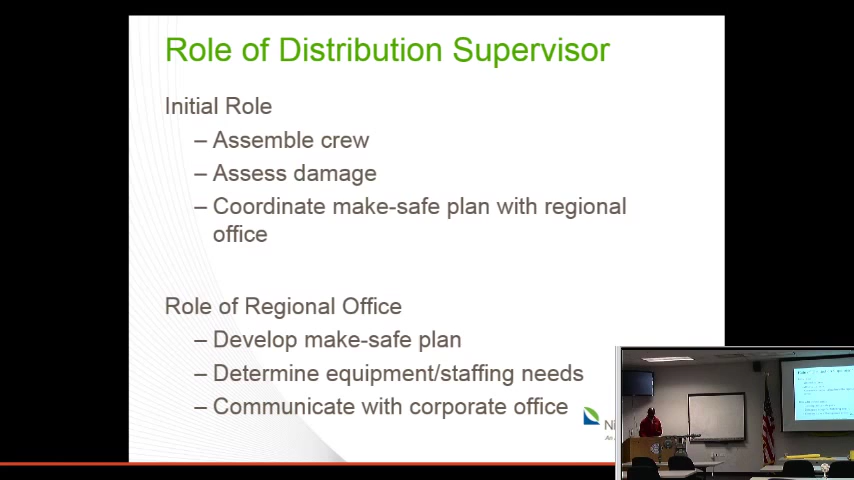 Role of Distribution Supervisor
Initial Role
– Assemble crew
– Assess damage
– Coordinate make-safe plan with regional
office
Role of Regional Office
– Develop make-safe plan
– Determine equipment/staffing needs
– Communicate with corporate office